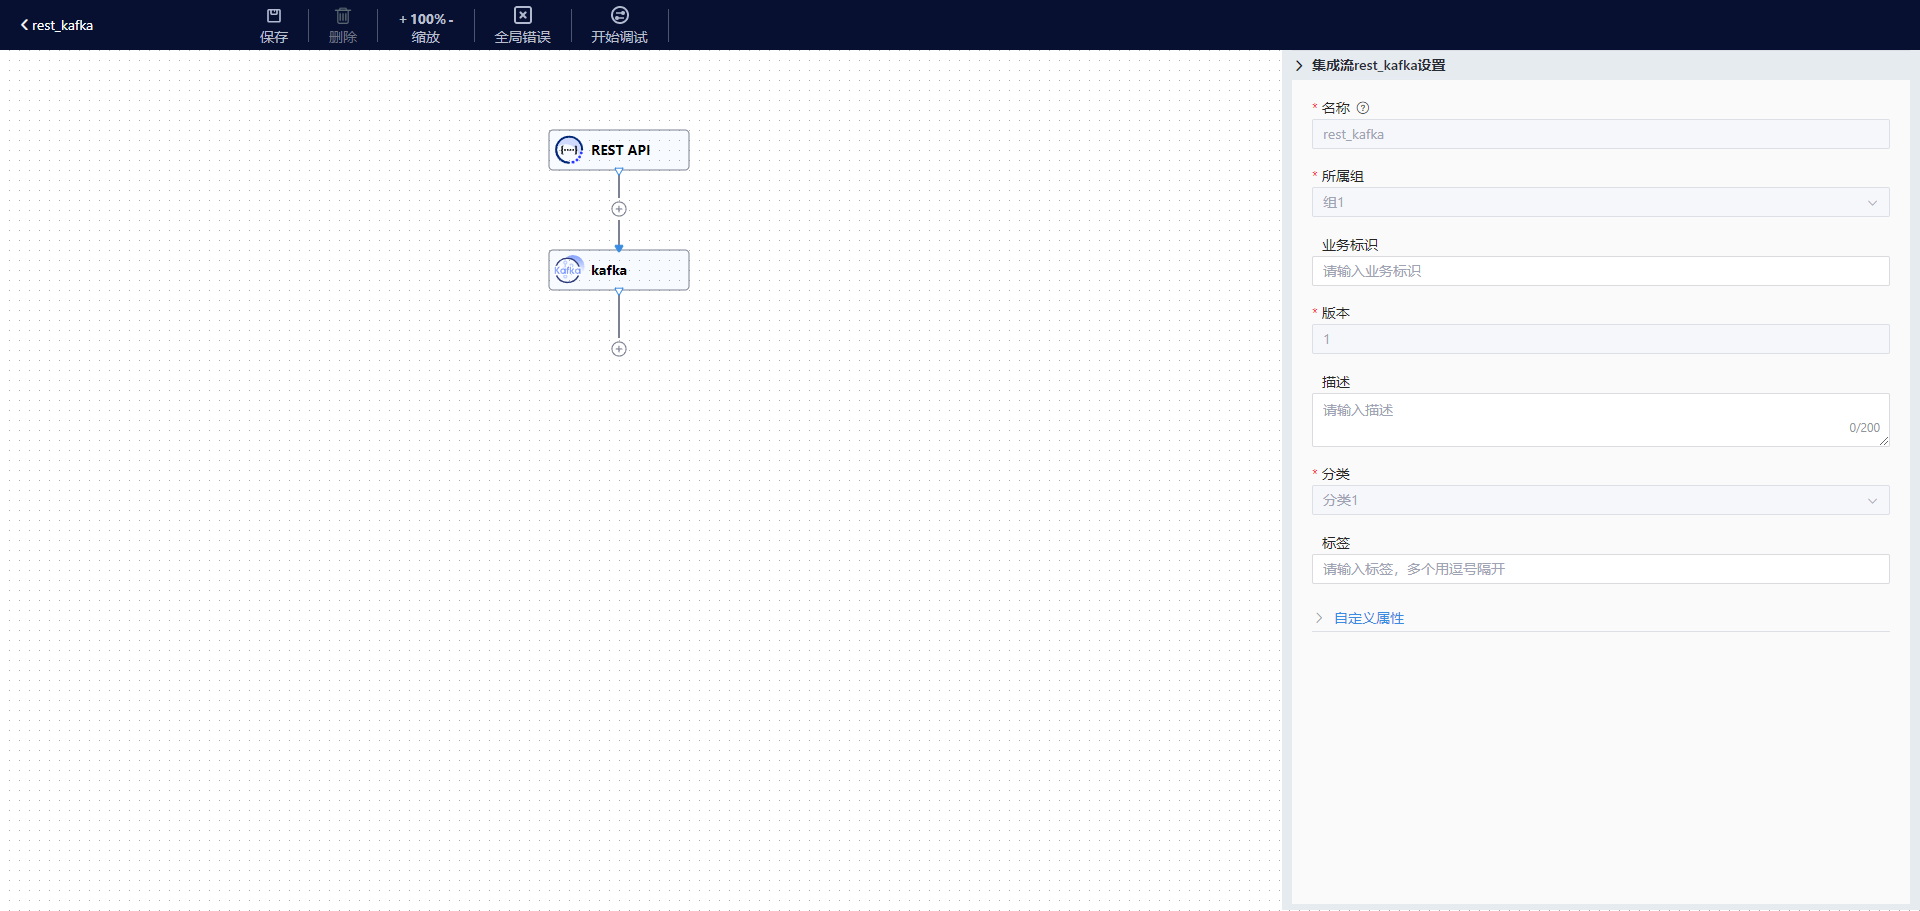 rest_kafka
保存
删除
+ 100% -
缩放
全局错误
开始调试
REST API
Kafka
kafka
集成流rest_kafka设置
* 名称
rest_kafka
* 所属组
组1
业务标识
请输入业务标识
* 版本
1
描述
请输入描述
0/200
* 分类
分类1
标签
请输入标签，多个用逗号隔开
自定义属性